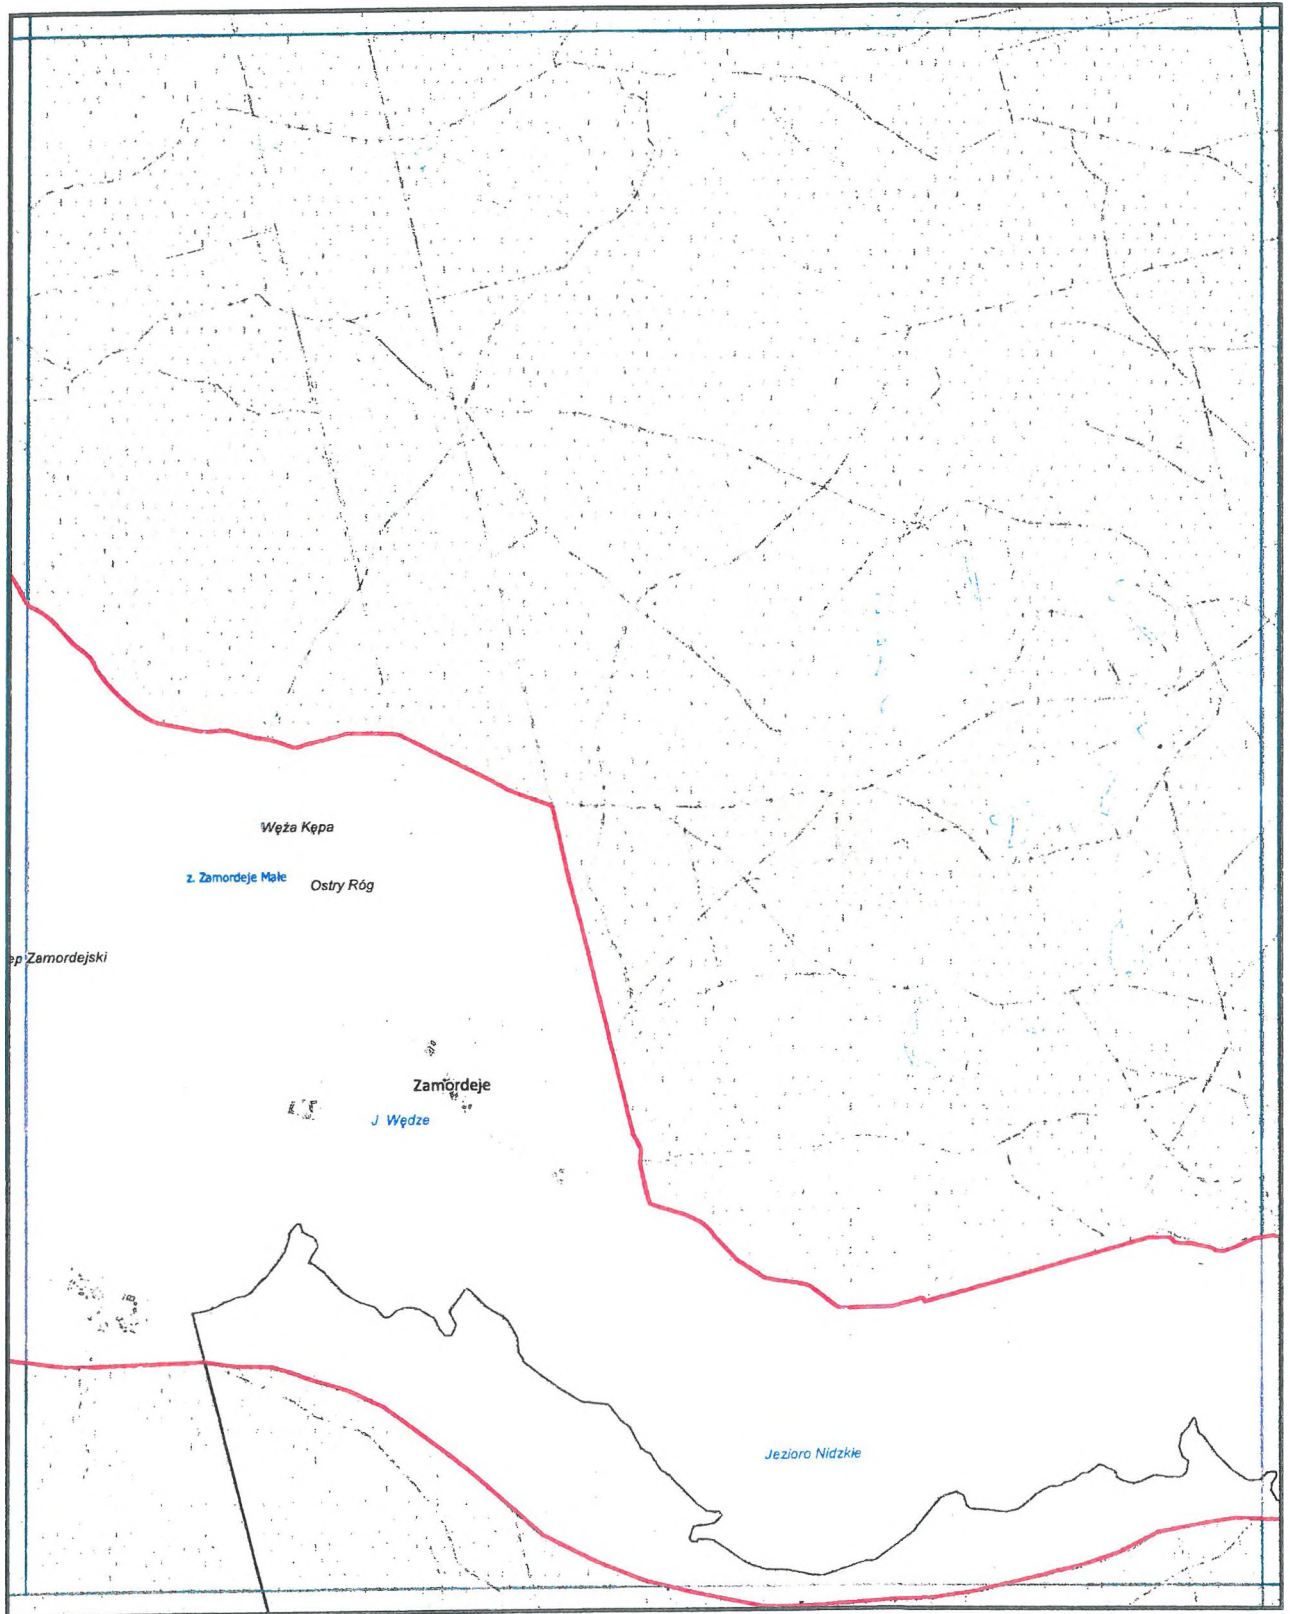 Węża Kępa
z. Zamordeje Małe
Ostry Róg
ep Zamordejski
Zamordeje
J Wędze
Jezioro Nidzkie